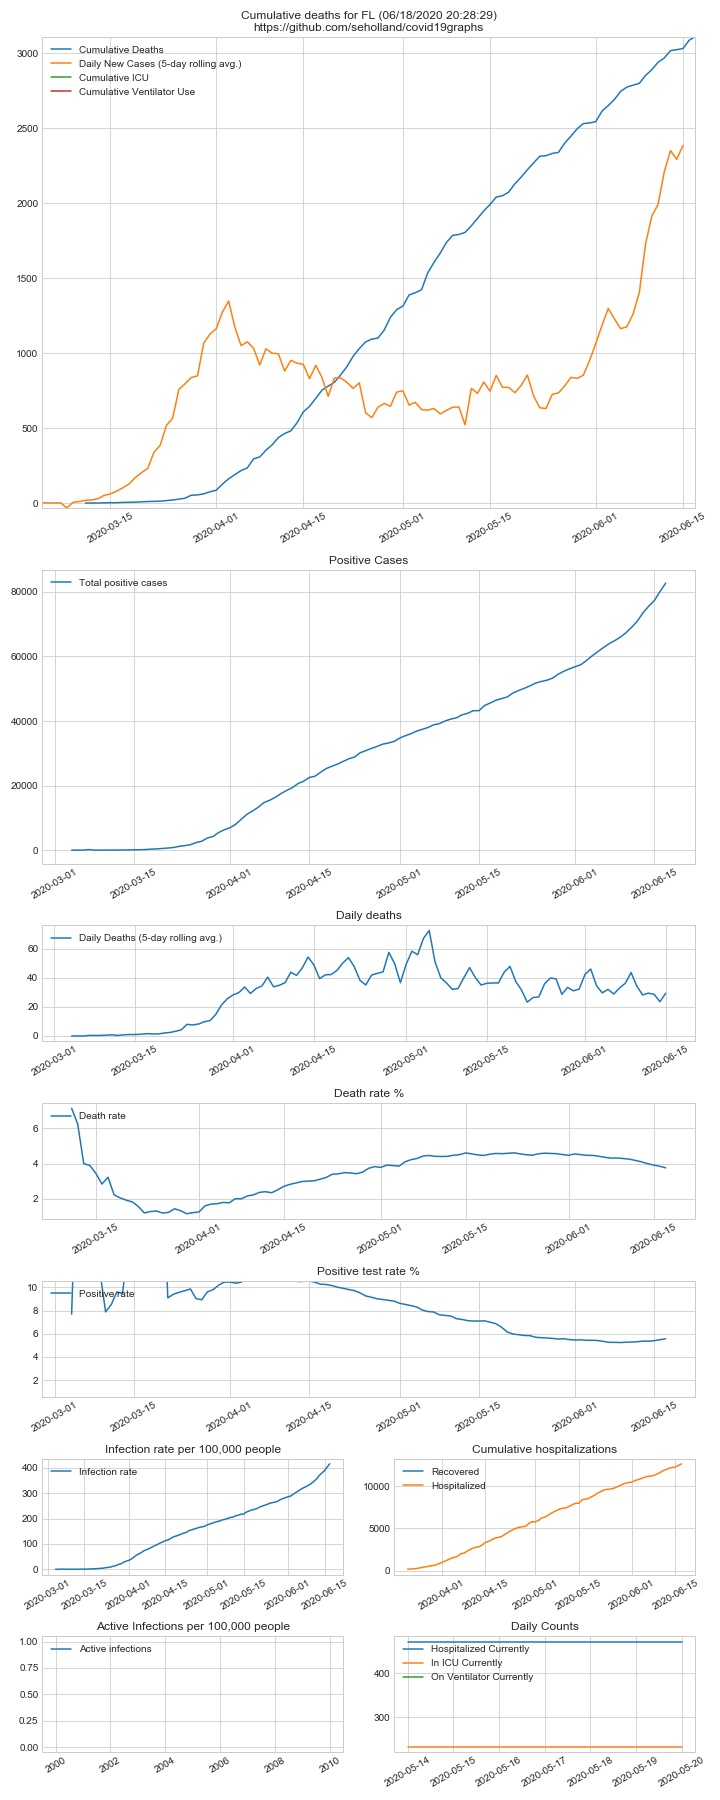 Cumulative deaths for FL (06/18/2020 20:28:29)
https://github.com/seholland/covid19graphs
Cumulative Deaths
Daily New Cases (5-day rolling avg.)
Cumulative ICU
Cumulative Ventilator Use
3000
2500
2000
1500
1000
500
0
2020-03-15 2020-04-01 2020-04-15 2020-05-01 2020-05-15 2020-06-01 2020-06-15
Positive Cases
Total positive cases
80000
60000
40000
20000
0
2020-03-01 2020-03-15 2020-04-01 2020-04-15 2020-05-01 2020-05-15 2020-06-01 2020-06-15
Daily deaths
Daily Deaths (5-day rolling avg.)
60
40
20
0
2020-03-01 2020-03-15 2020-04-01 2020-04-15 2020-05-01 2020-05-15 2020-06-01 2020-06-15
Death rate %
Death rate
6
4
2
2020-03-15 2020-04-01 2020-04-15 2020-05-01 2020-05-15 2020-06-01 2020-06-15
Positive test rate %
10
Positive rate
8
6
4
2
2020-03-01 2020-03-15 2020-04-01 2020-04-15 2020-05-01 2020-05-15 2020-06-01 2020-06-15
Infection rate per 100,000 people
Infection rate
400
300
200
100
0
2020-03-01 2020-03-15 2020-04-01 2020-04-15 2020-05-01 2020-05-15 2020-06-01 2020-06-15
Cumulative hospitalizations
Recovered
Hospitalized
10000
5000
0
2020-04-01 2020-04-15 2020-05-01 2020-05-15 2020-06-01 2020-06-15
Active Infections per 100,000 people
Active infections
1.00
0.75
0.50
0.25
0.00
2000 2002 2004 2006 2008 2010
Daily Counts
Hospitalized Currently
In ICU Currently
On Ventilator Currently
400
300
2020-05-14 2020-05-15 2020-05-16 2020-05-17 2020-05-18 2020-05-19 2020-05-20